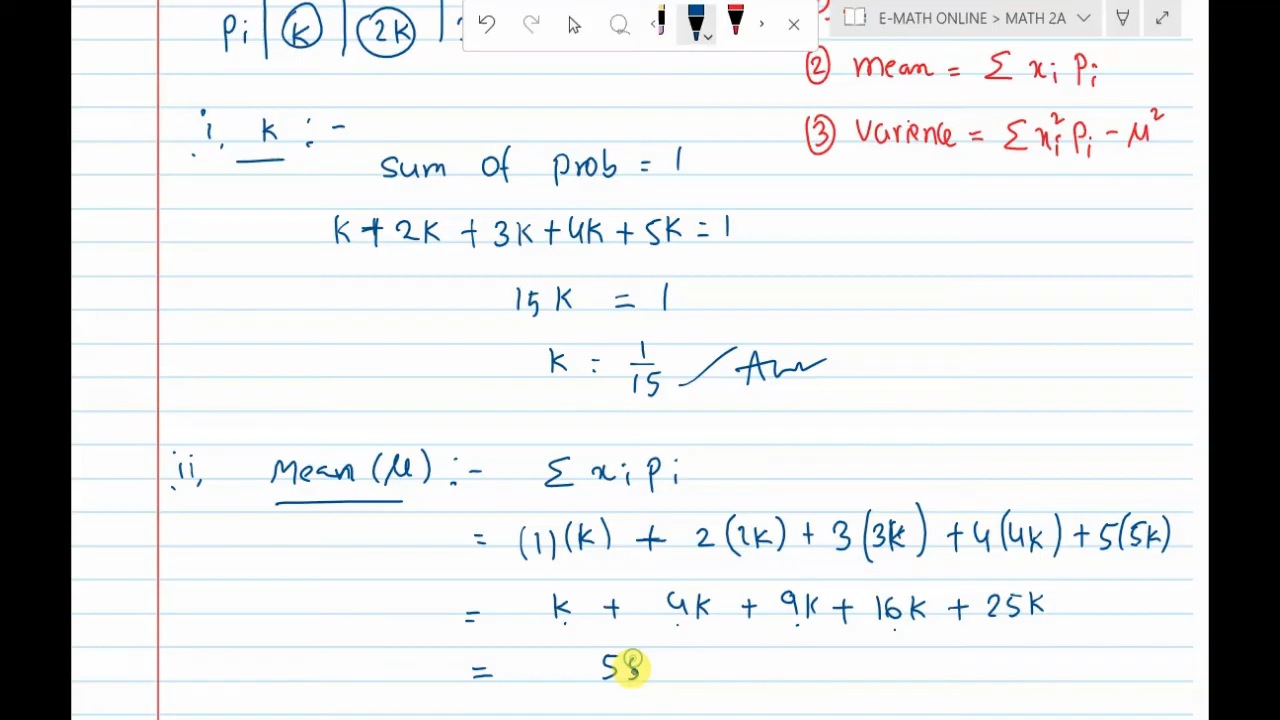 Pi | k | 2k |
E-MATH ONLINE > MATH 2A
② mean = Σ xi Pi
③ Varience = Σ xi² Pi - μ²
i, k :-
sum of prob = 1
k + 2k + 3k + 4k + 5k = 1
15k = 1
k = 1/15 Ans
ii, Mean (μ) :- Σ xi Pi
= (1)(k) + 2(2k) + 3(3k) + 4(4k) + 5(5k)
= k + 4k + 9k + 16k + 25k
=